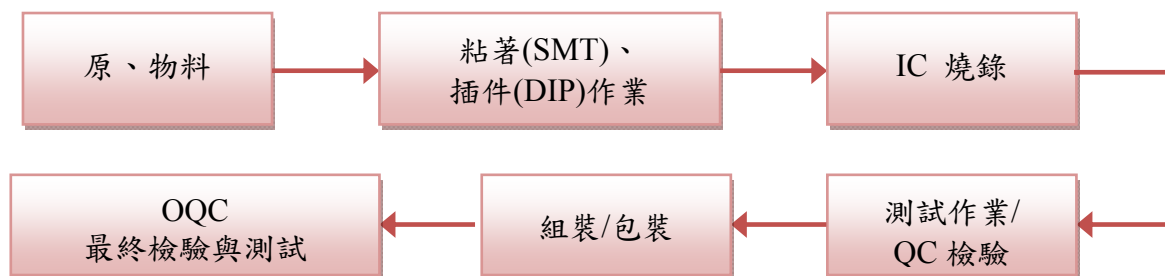 原、物料
粘著(SMT)、
插件(DIP)作業
IC 燒錄
測試作業/
QC 檢驗
組裝/包裝
OQC
最終檢驗與測試